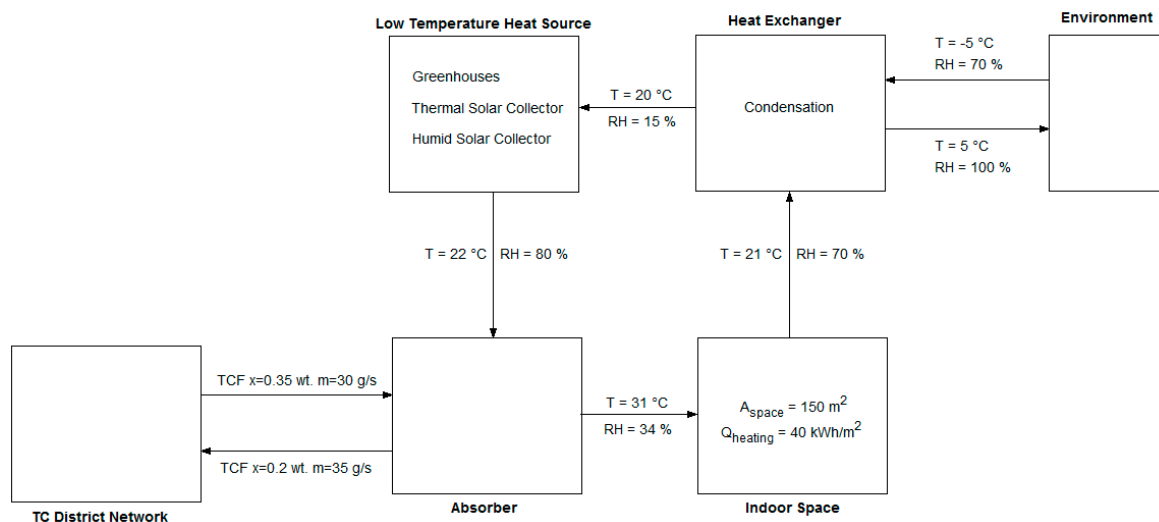 Low Temperature Heat Source
Heat Exchanger
Environment
Greenhouses
Thermal Solar Collector
Humid Solar Collector
T = 20 °C
RH = 15 %
Condensation
T = -5 °C
RH = 70 %
T = 5 °C
RH = 100 %
T = 22 °C
RH = 80 %
T = 21 °C
RH = 70 %
TCF x=0.35 wt. m=30 g/s
TCF x=0.2 wt. m=35 g/s
T = 31 °C
RH = 34 %
A_space = 150 m²
Q_heating = 40 kWh/m²
TC District Network
Absorber
Indoor Space